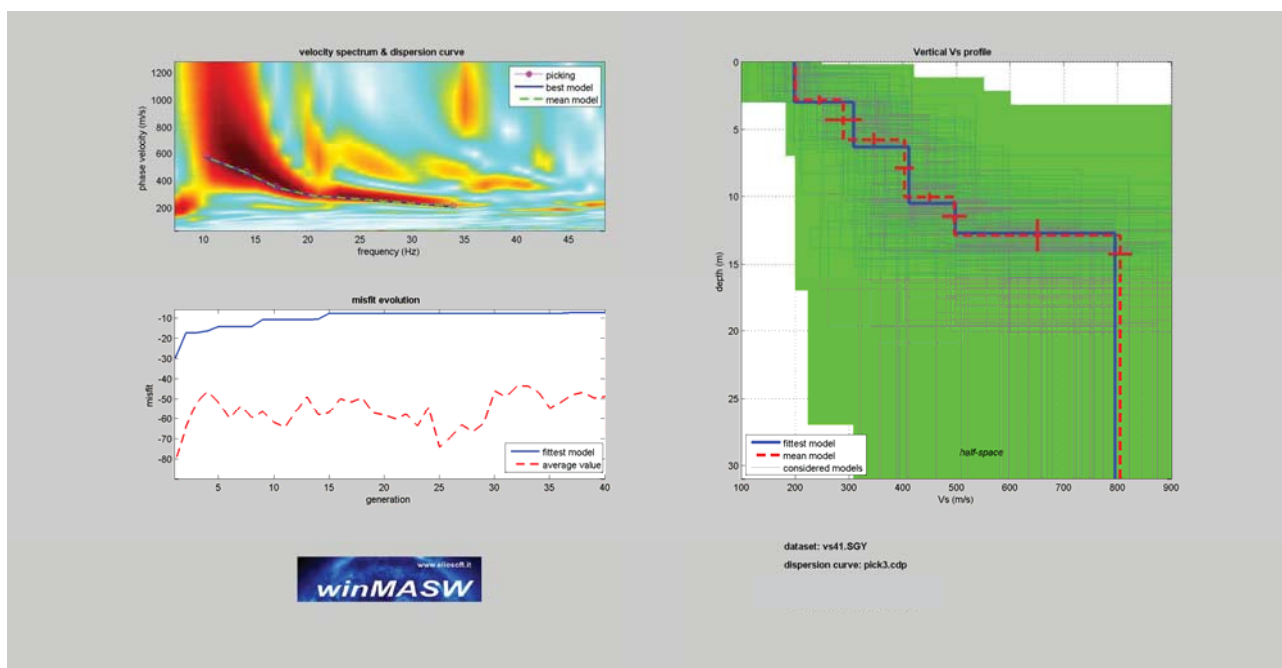 velocity spectrum & dispersion curve
1200
1000
800
600
400
200
phase velocity (m/s)
picking
best model
mean model
10 15 20 25 30 35 40 45
frequency (Hz)
misfit evolution
-10
-20
-30
-40
-50
-60
-70
-80
misfit
fittest model
average value
5 10 15 20 25 30 35 40
generation
www.eliosoft.it
winMASW
Vertical Vs profile
0
5
10
15
20
25
30
depth (m)
fittest model
mean model
considered models
half-space
100 200 300 400 500 600 700 800 900
Vs (m/s)
dataset: vs41.SGY
dispersion curve: pick3.cdp